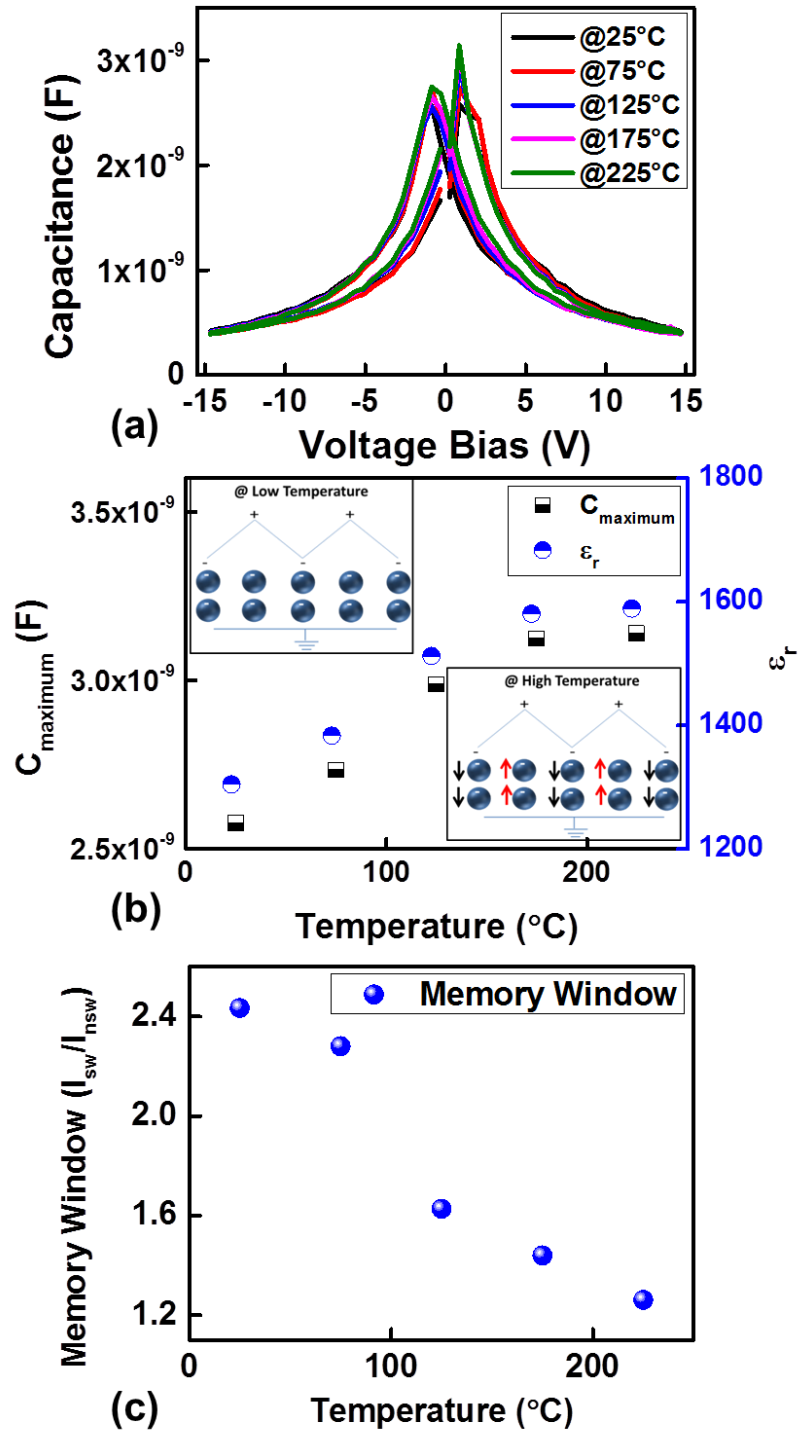 Capacitance (F)
3x10⁻⁹
2x10⁻⁹
1x10⁻⁹
0
@25°C
@75°C
@125°C
@175°C
@225°C
-15 -10 -5 0 5 10 15
Voltage Bias (V)
(a)
C_maximum (F)
3.5x10⁻⁹
3.0x10⁻⁹
2.5x10⁻⁹
@ Low Temperature
+ +
- - -
C_maximum
ε_r
@ High Temperature
+ +
- - -
1800
1600
1400
1200
ε_r
0 100 200
Temperature (°C)
(b)
Memory Window (I_sw/I_nsw)
2.4
2.0
1.6
1.2
Memory Window
0 100 200
Temperature (°C)
(c)